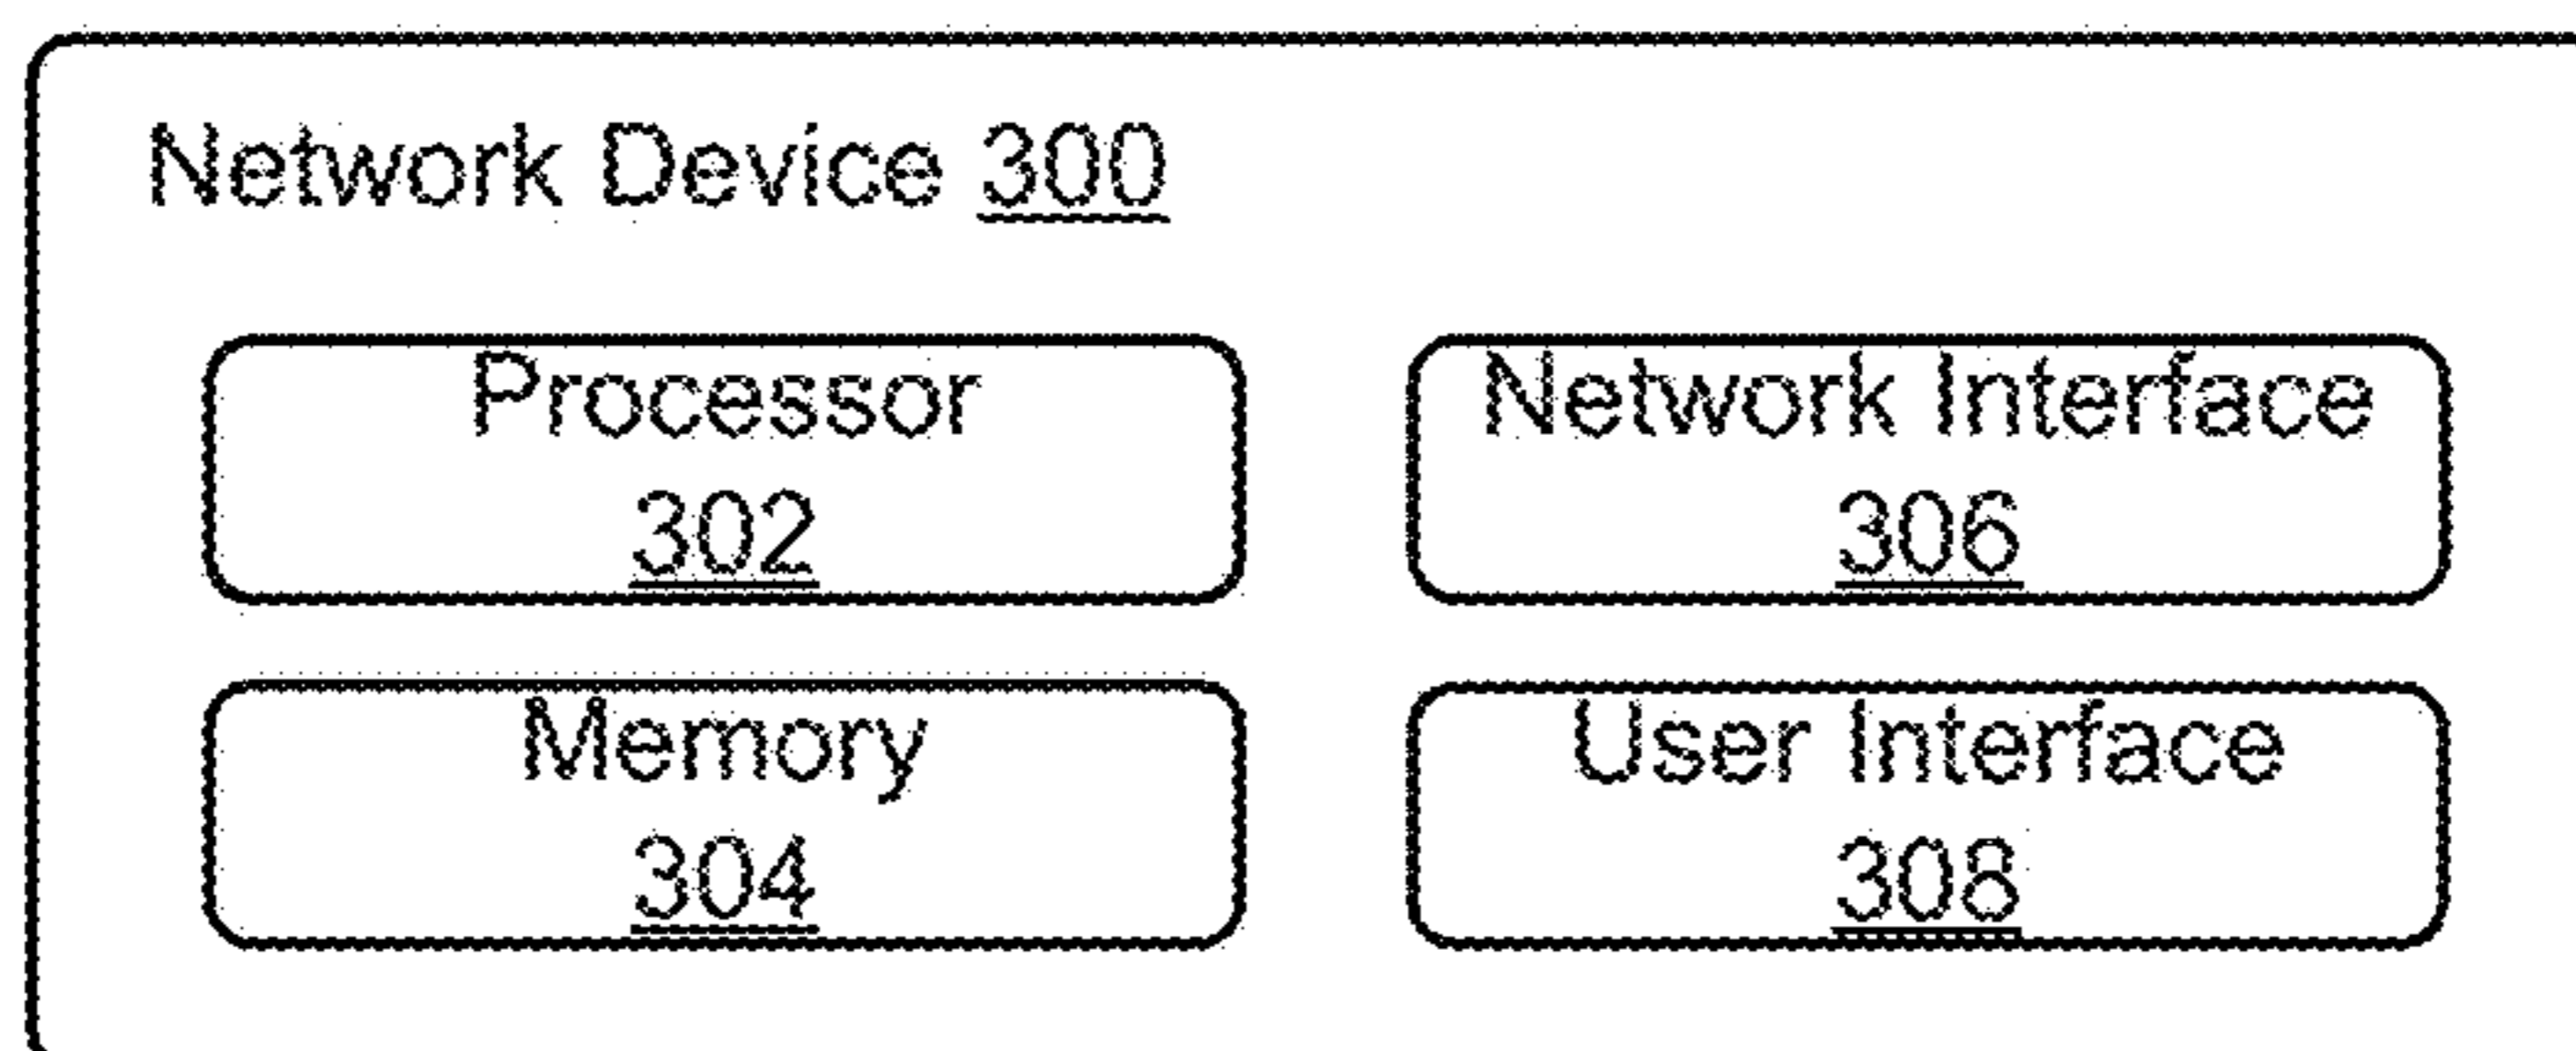 Network Device 300
Processor
302
Network Interface
306
Memory
304
User Interface
308